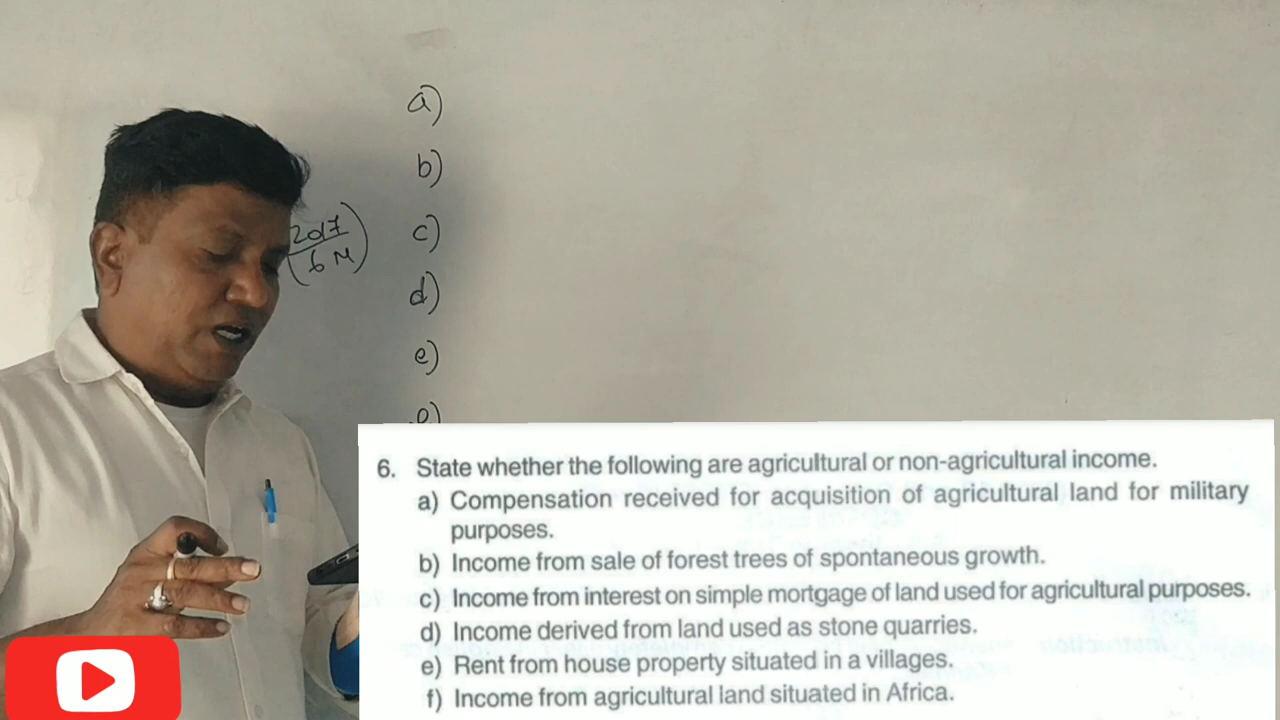 a)
b)
2017
c)
(6 M)
d)
e)
6. State whether the following are agricultural or non-agricultural income.
a) Compensation received for acquisition of agricultural land for military
purposes.
b) Income from sale of forest trees of spontaneous growth.
c) Income from interest on simple mortgage of land used for agricultural purposes.
d) Income derived from land used as stone quarries.
e) Rent from house property situated in a villages.
f) Income from agricultural land situated in Africa.